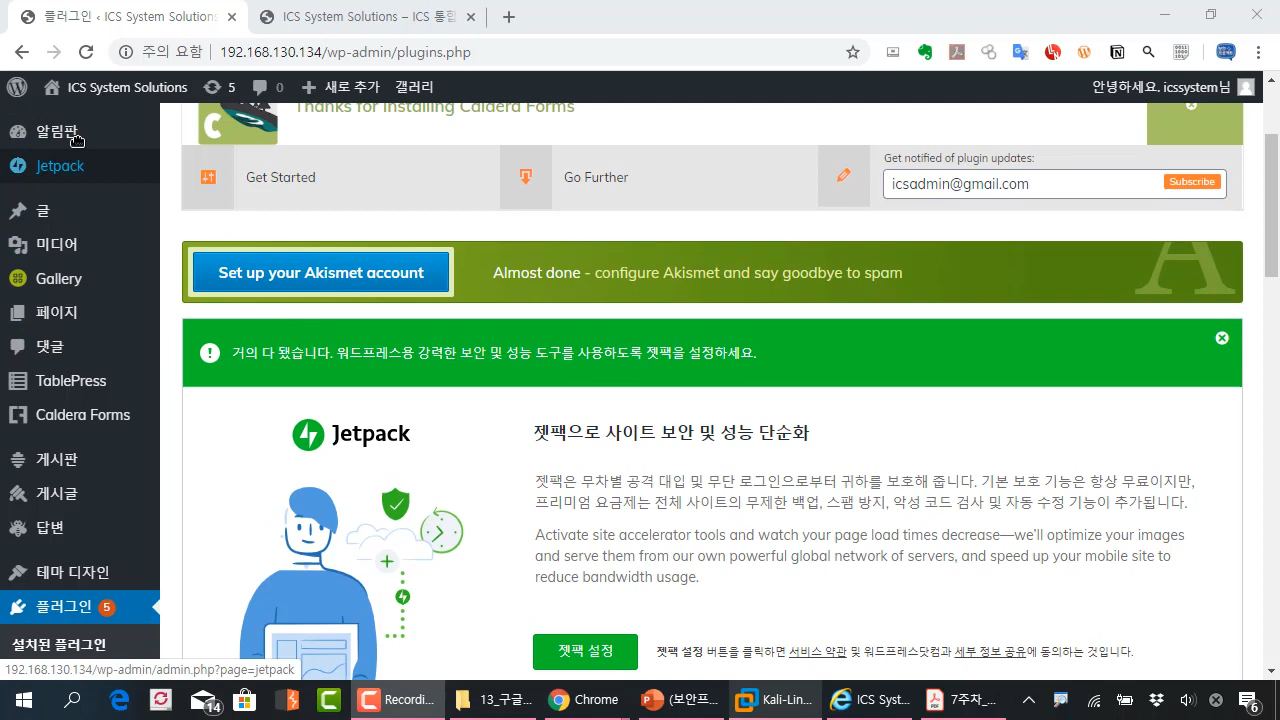 플러그인 ‹ ICS System Solutions
ICS System Solutions – ICS 통합
주의 요함
192.168.130.134/wp-admin/plugins.php
ICS System Solutions
5
0
새로 추가
갤러리
안녕하세요. icssystem님
알림판
Jetpack
글
미디어
Gallery
페이지
댓글
TablePress
Caldera Forms
게시판
게시글
답변
테마 디자인
플러그인 5
설치된 플러그인
192.168.130.134/wp-admin/admin.php?page=jetpack
Thanks for installing Caldera Forms
C
Get Started
Go Further
Get notified of plugin updates:
icsadmin@gmail.com
Subscribe
Set up your Akismet account
Almost done - configure Akismet and say goodbye to spam
A
거의 다 됐습니다. 워드프레스용 강력한 보안 및 성능 도구를 사용하도록 젯팩을 설정하세요.
Jetpack
젯팩으로 사이트 보안 및 성능 단순화
젯팩은 무차별 공격 대입 및 무단 로그인으로부터 귀하를 보호해 줍니다. 기본 보호 기능은 항상 무료이지만,
프리미엄 요금제는 전체 사이트의 무제한 백업, 스팸 방지, 악성 코드 검사 및 자동 수정 기능이 추가됩니다.
Activate site accelerator tools and watch your page load times decrease—we'll optimize your images
and serve them from our own powerful global network of servers, and speed up your mobile site to
reduce bandwidth usage.
젯팩 설정
젯팩 설정 버튼을 클릭하면 서비스 약관 및 워드프레스닷컴과 세부 정보 공유에 동의하는 것입니다.
14
Recordi...
13_구글...
Chrome
(보안프...
Kali-Lin...
ICS Syst...
7주차_...
6